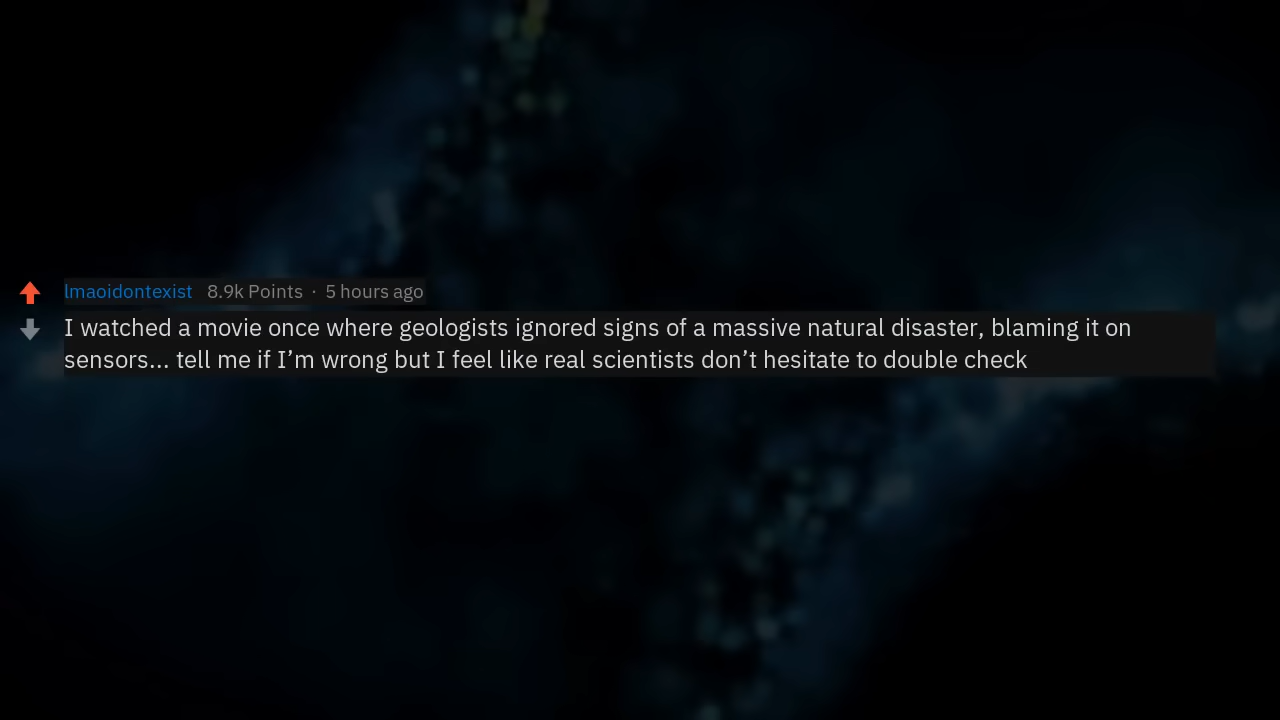 lmaoidontexist 8.9k Points · 5 hours ago
I watched a movie once where geologists ignored signs of a massive natural disaster, blaming it on
sensors... tell me if I’m wrong but I feel like real scientists don’t hesitate to double check